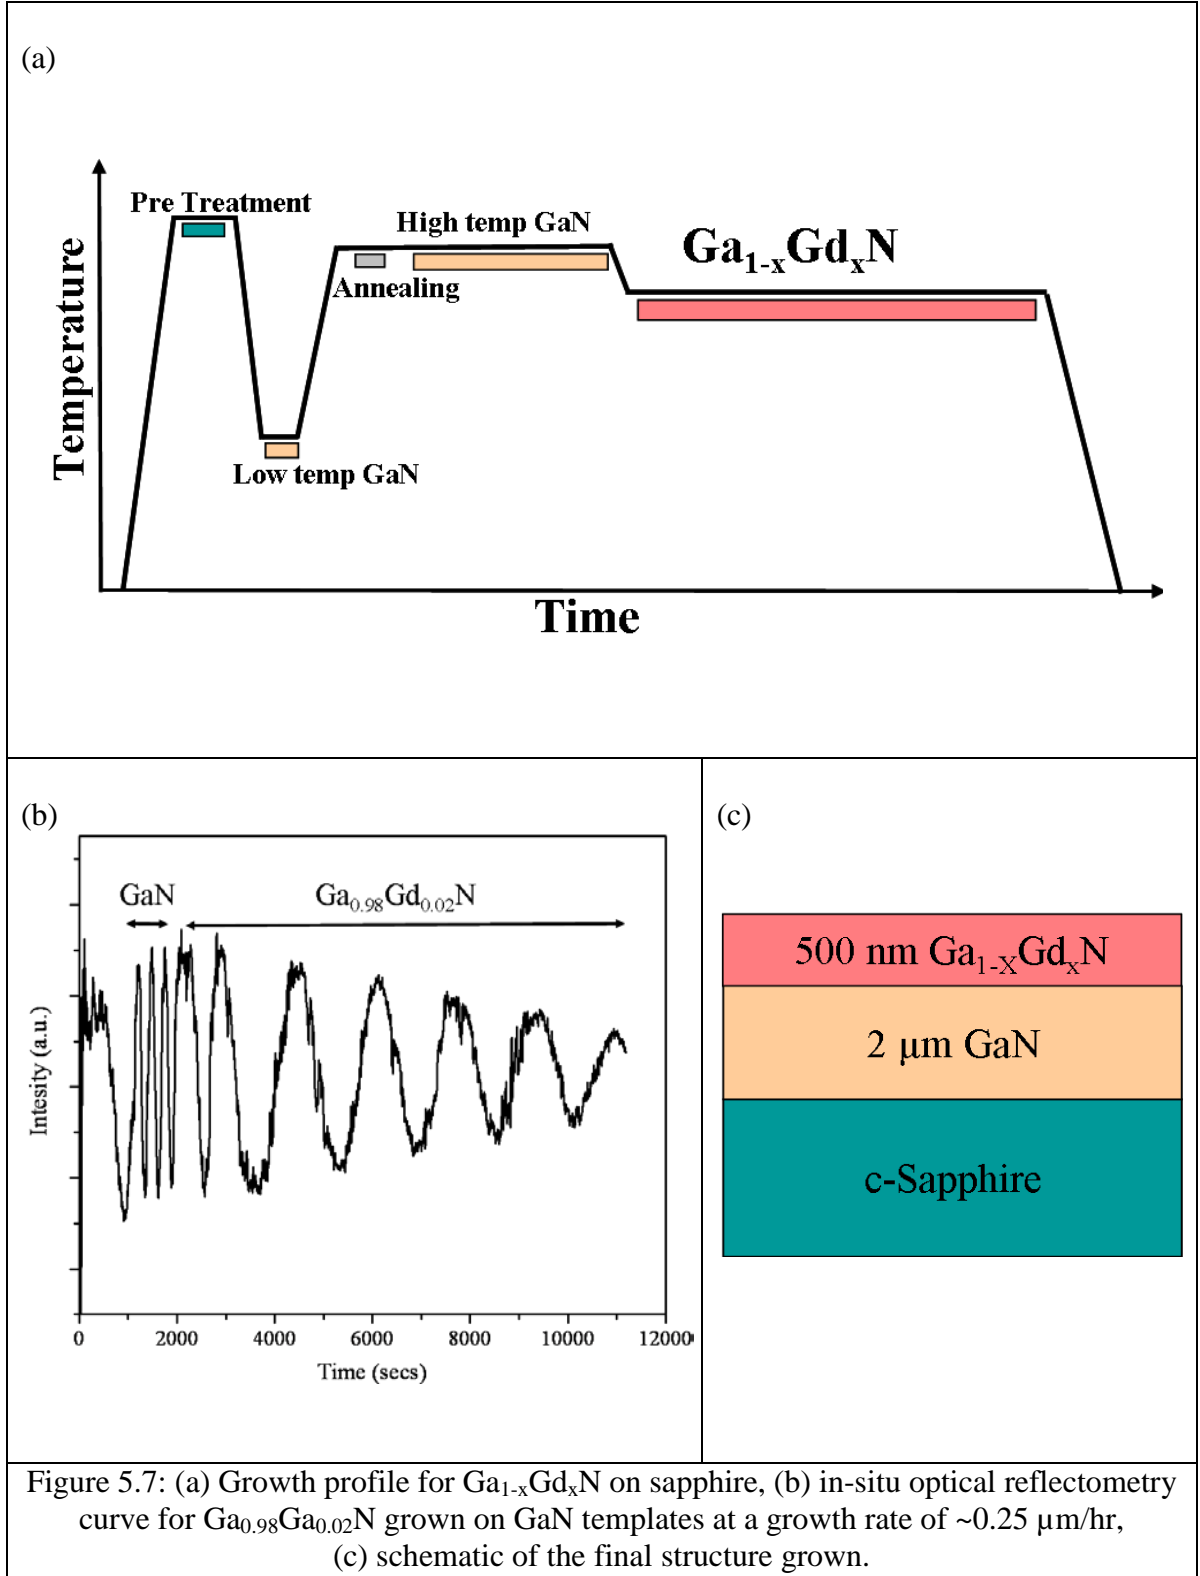 (a)
Pre Treatment
High temp GaN
Ga₁₋ₓGdₓN
Annealing
Low temp GaN
Temperature
Time
(b)
GaN
Ga₀.₉₈Gd₀.₀₂N
Intesity (a.u.)
0 2000 4000 6000 8000 10000 12000
Time (secs)
(c)
500 nm Ga₁₋XGdₓN
2 µm GaN
c-Sapphire
Figure 5.7: (a) Growth profile for Ga₁₋ₓGdₓN on sapphire, (b) in-situ optical reflectometry
curve for Ga₀.₉₈Ga₀.₀₂N grown on GaN templates at a growth rate of ~0.25 µm/hr,
(c) schematic of the final structure grown.